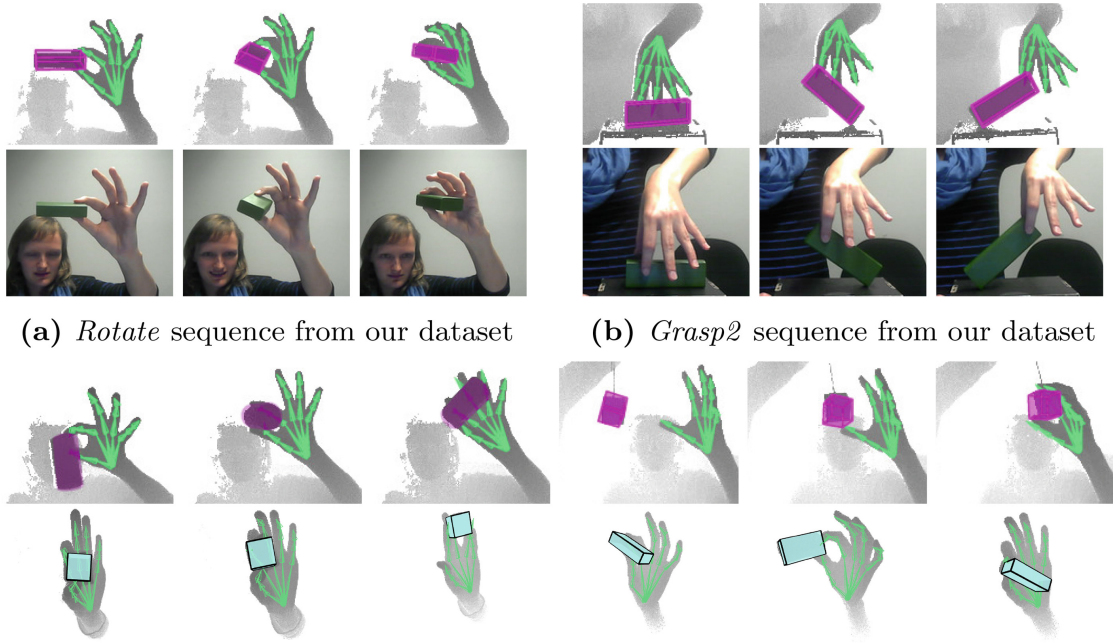 (a) Rotate sequence from our dataset
(b) Grasp2 sequence from our dataset